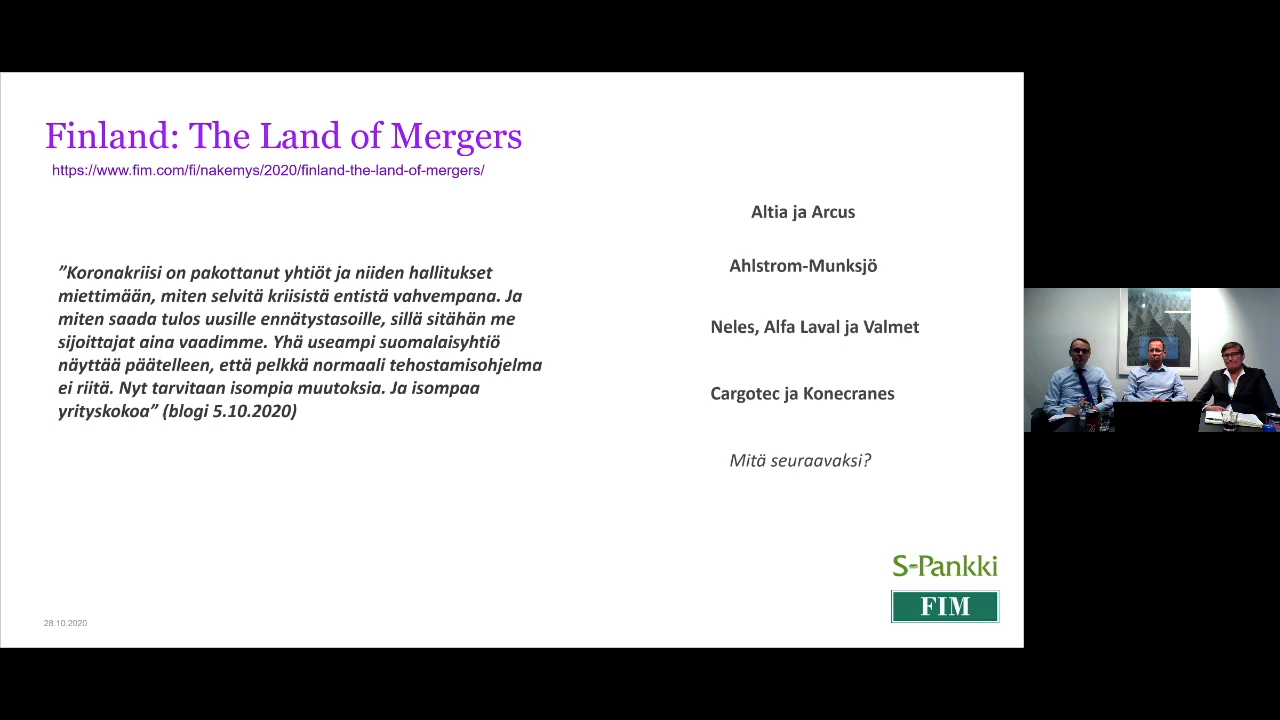 Finland: The Land of Mergers
https://www.fim.com/fi/nakemys/2020/finland-the-land-of-mergers/
”Koronakriisi on pakottanut yhtiöt ja niiden hallitukset
miettimään, miten selvitä kriisistä entistä vahvempana. Ja
miten saada tulos uusille ennätystasoille, sillä sitähän me
sijoittajat aina vaadimme. Yhä useampi suomalaisyhtiö
näyttää päätelleen, että pelkkä normaali tehostamisohjelma
ei riitä. Nyt tarvitaan isompia muutoksia. Ja isompaa
yrityskokoa” (blogi 5.10.2020)
Altia ja Arcus
Ahlstrom-Munksjö
Neles, Alfa Laval ja Valmet
Cargotec ja Konecranes
Mitä seuraavaksi?
S-Pankki
FIM
28.10.2020